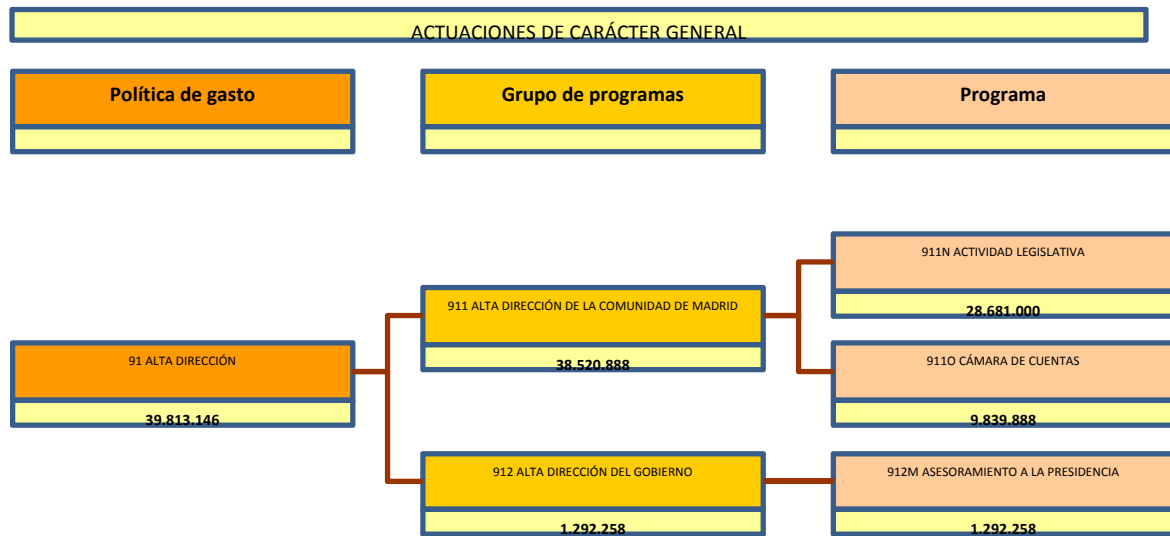 ACTUACIONES DE CARÁCTER GENERAL
Política de gasto
Grupo de programas
Programa
911N ACTIVIDAD LEGISLATIVA
28.681.000
911 ALTA DIRECCIÓN DE LA COMUNIDAD DE MADRID
38.520.888
91 ALTA DIRECCIÓN
39.813.146
911O CÁMARA DE CUENTAS
9.839.888
912 ALTA DIRECCIÓN DEL GOBIERNO
1.292.258
912M ASESORAMIENTO A LA PRESIDENCIA
1.292.258